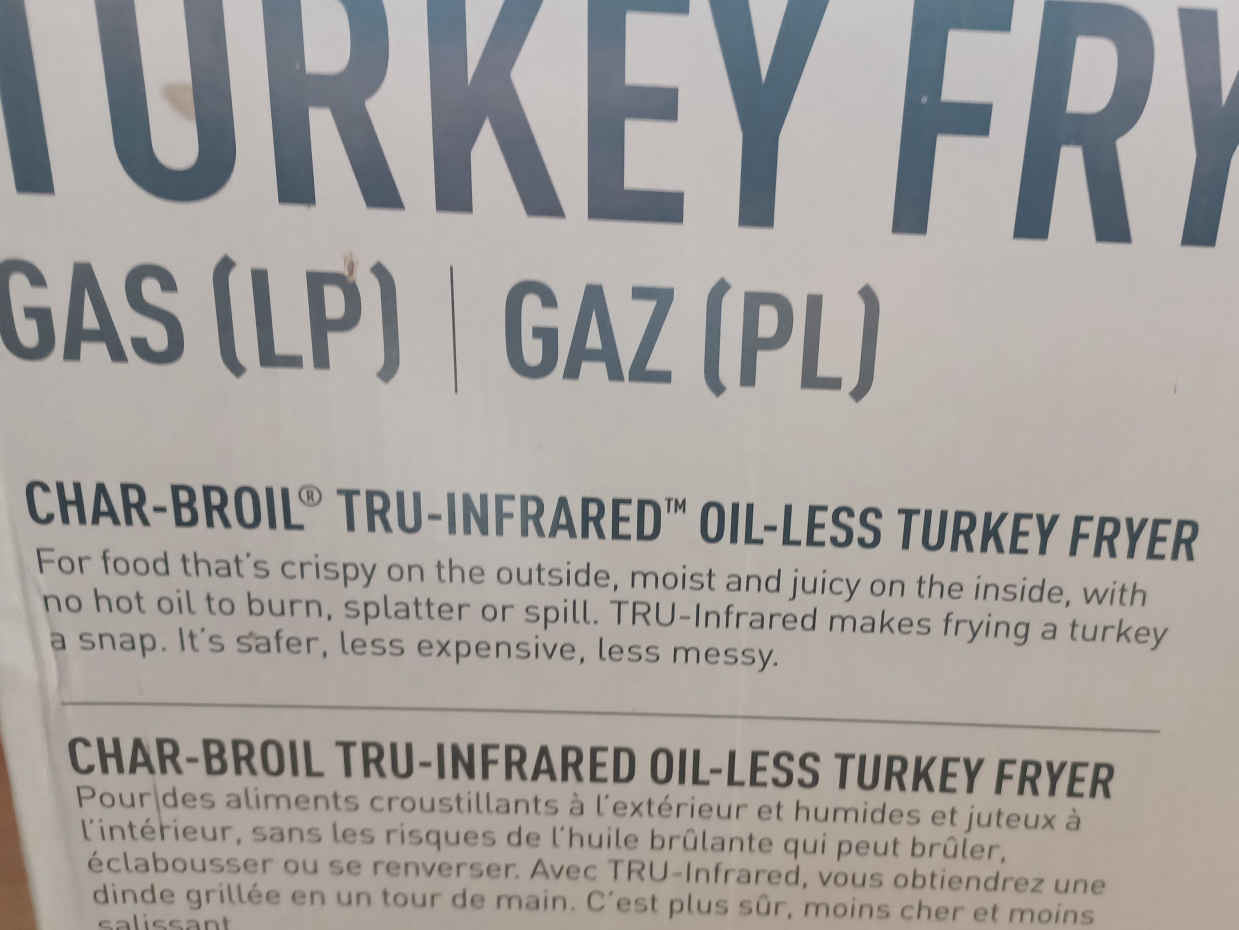 TURKEY FRY
GAS (LP) | GAZ (PL)
CHAR-BROIL® TRU-INFRARED™ OIL-LESS TURKEY FRYER
For food that's crispy on the outside, moist and juicy on the inside, with
no hot oil to burn, splatter or spill. TRU-Infrared makes frying a turkey
a snap. It's safer, less expensive, less messy.
CHAR-BROIL TRU-INFRARED OIL-LESS TURKEY FRYER
Pour des aliments croustillants à l'extérieur et humides et juteux à
l'intérieur, sans les risques de l'huile brûlante qui peut brûler,
éclabousser ou se renverser. Avec TRU-Infrared, vous obtiendrez une
dinde grillée en un tour de main. C'est plus sûr, moins cher et moins
salissant